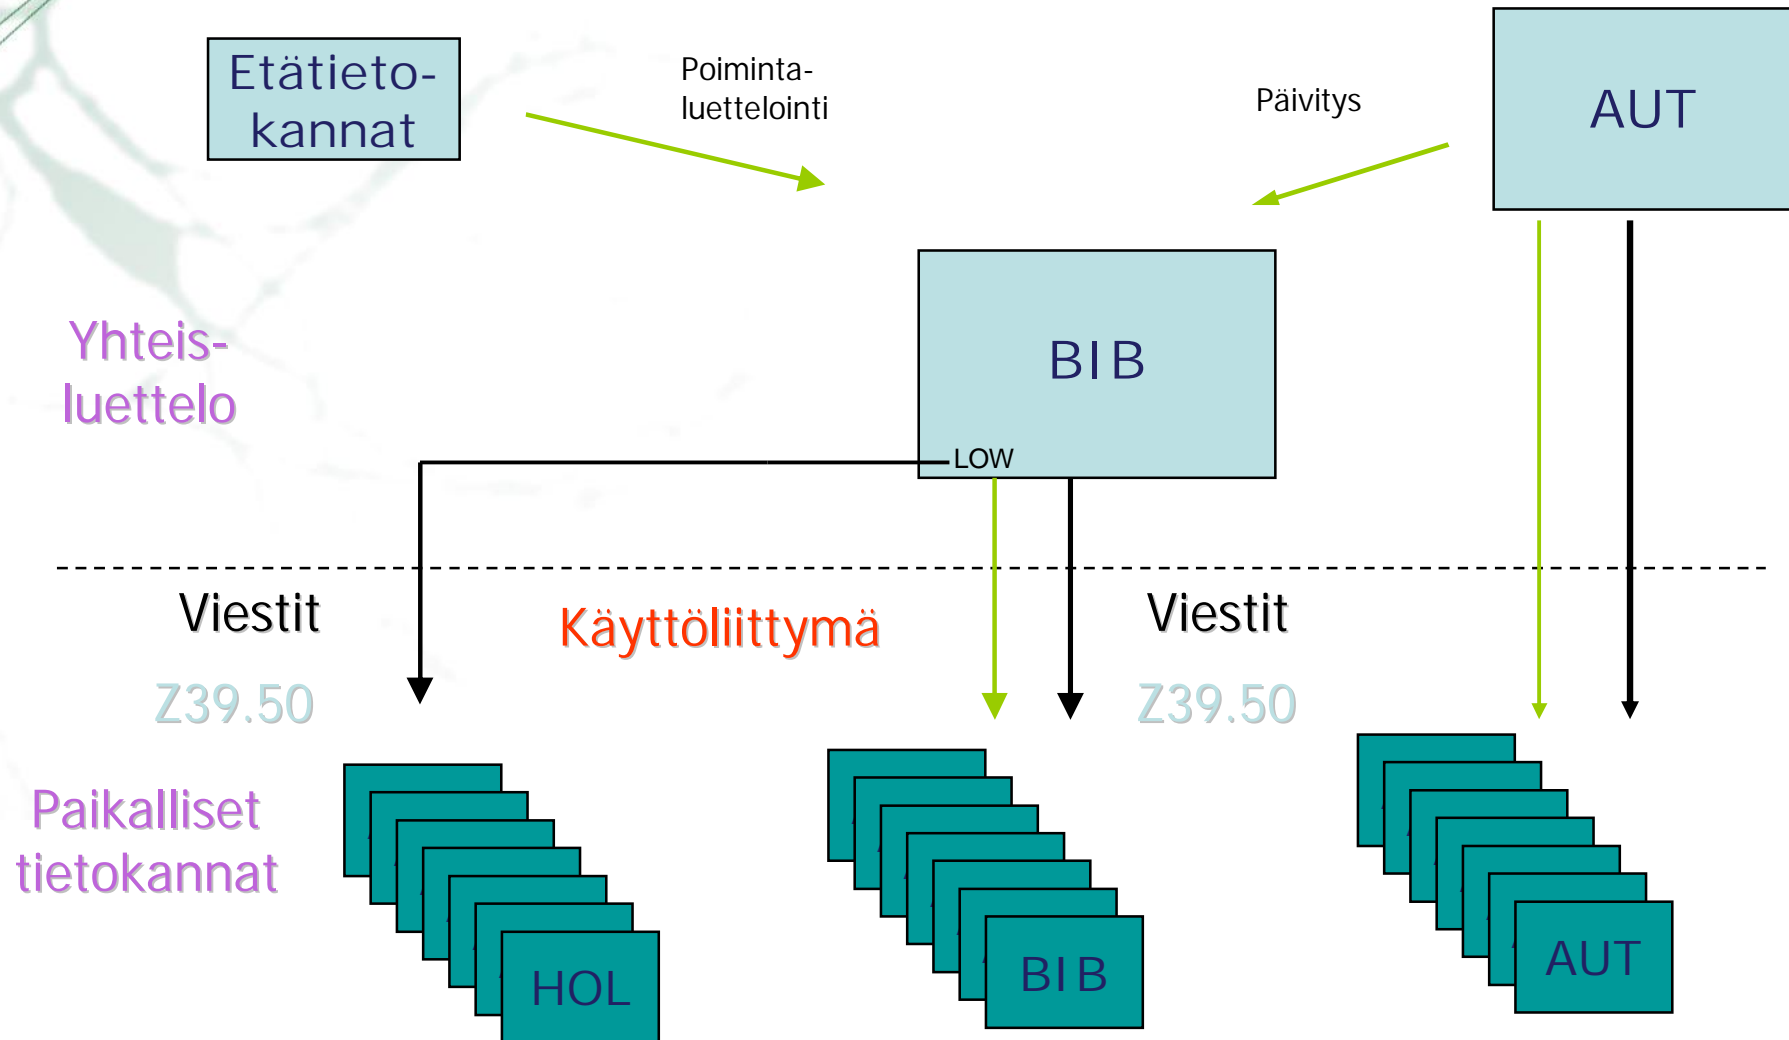 Etätieto-
kannat
Poiminta-
luettelointi
Päivitys
AUT
Yhteis-
luettelo
BIB
LOW
Viestit
Käyttöliittymä
Viestit
Z39.50
Z39.50
Paikalliset
tietokannat
HOL
BIB
AUT